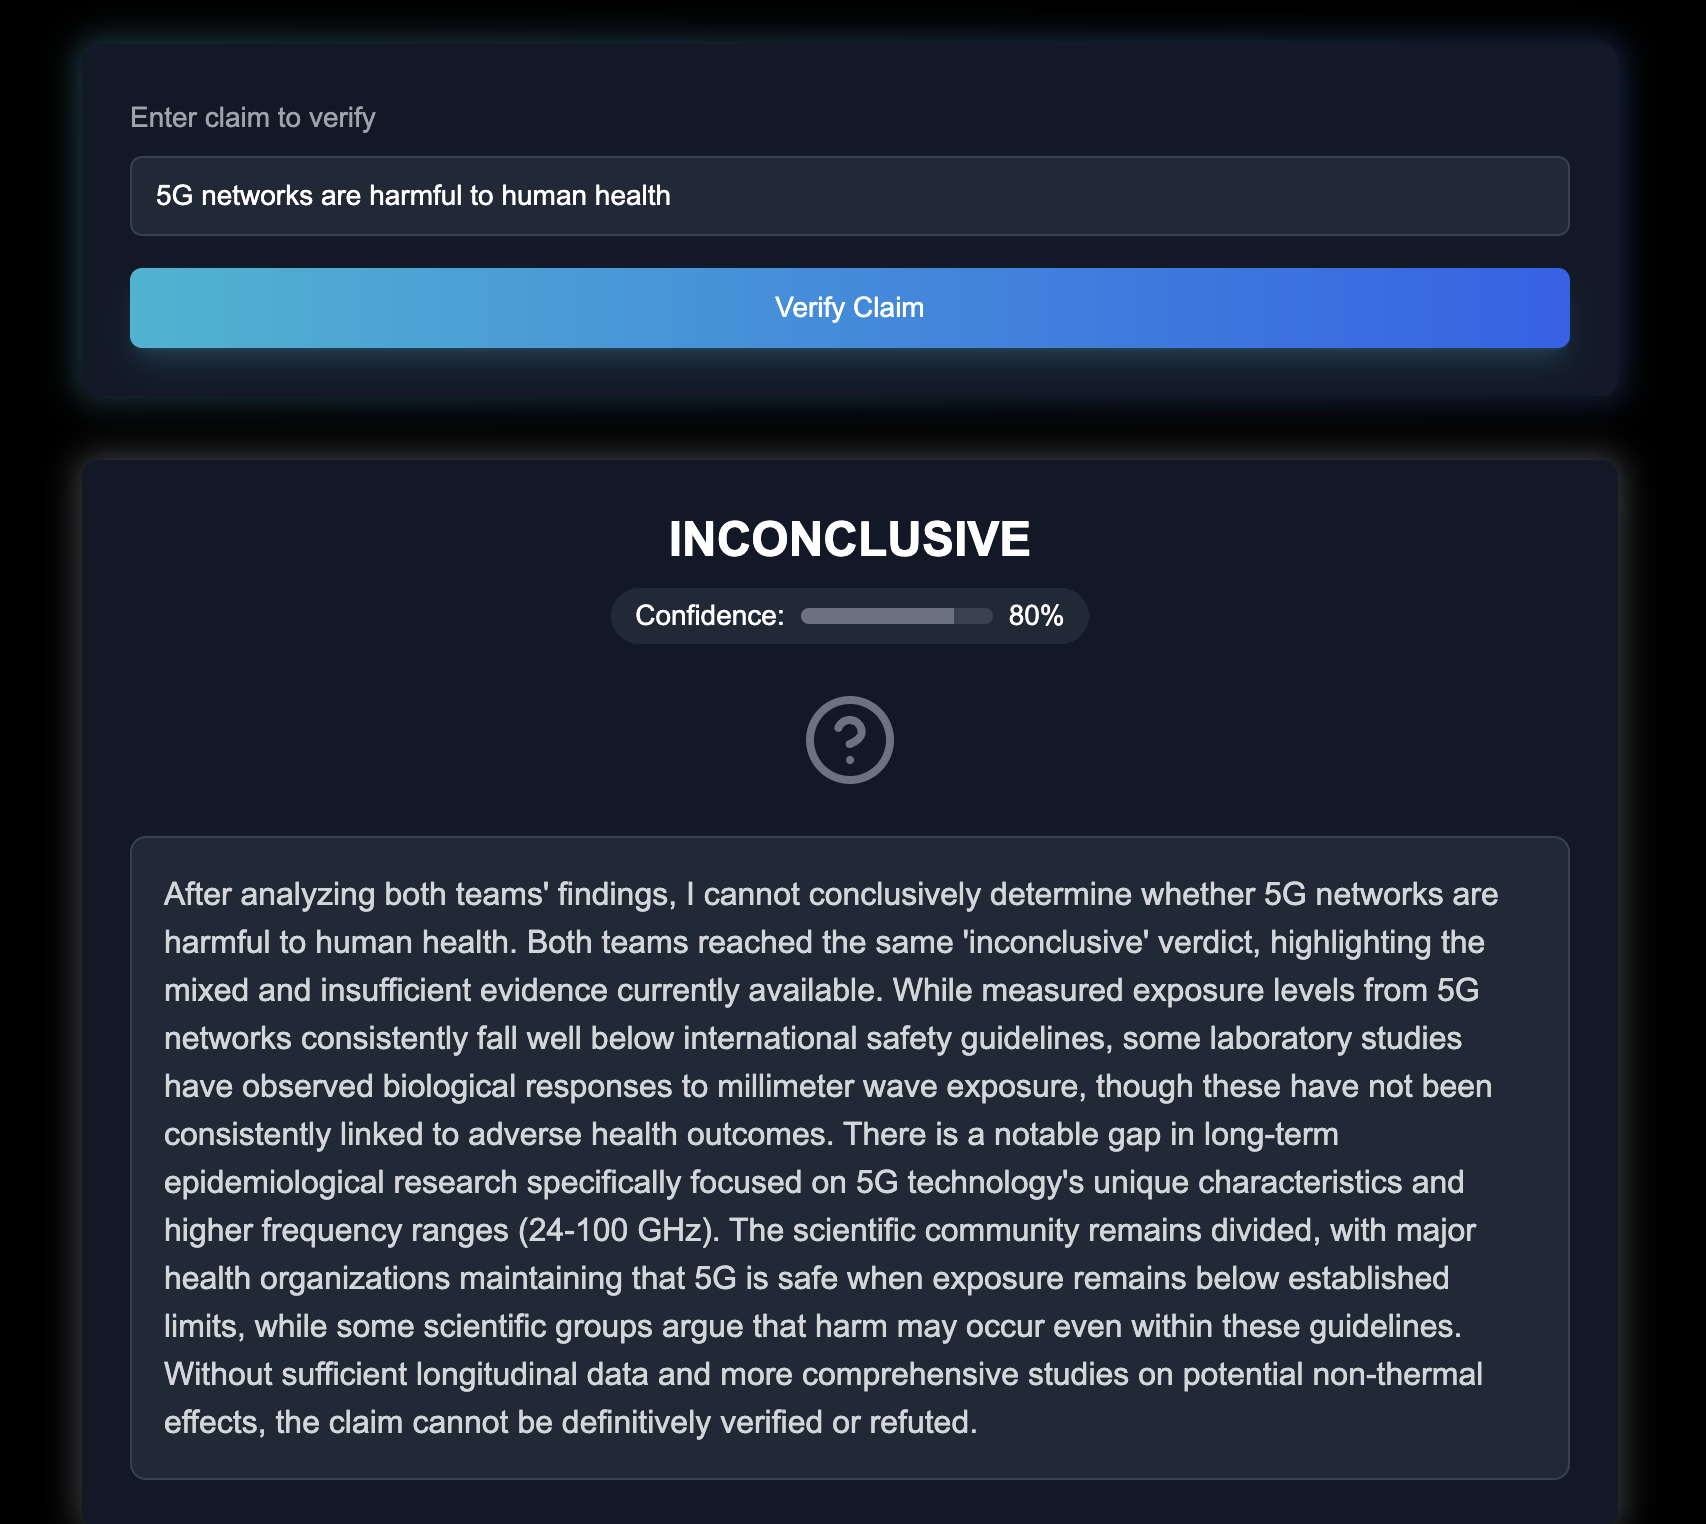 Enter claim to verify
5G networks are harmful to human health
Verify Claim
INCONCLUSIVE
Confidence: 80%
After analyzing both teams' findings, I cannot conclusively determine whether 5G networks are
harmful to human health. Both teams reached the same 'inconclusive' verdict, highlighting the
mixed and insufficient evidence currently available. While measured exposure levels from 5G
networks consistently fall well below international safety guidelines, some laboratory studies
have observed biological responses to millimeter wave exposure, though these have not been
consistently linked to adverse health outcomes. There is a notable gap in long-term
epidemiological research specifically focused on 5G technology's unique characteristics and
higher frequency ranges (24-100 GHz). The scientific community remains divided, with major
health organizations maintaining that 5G is safe when exposure remains below established
limits, while some scientific groups argue that harm may occur even within these guidelines.
Without sufficient longitudinal data and more comprehensive studies on potential non-thermal
effects, the claim cannot be definitively verified or refuted.